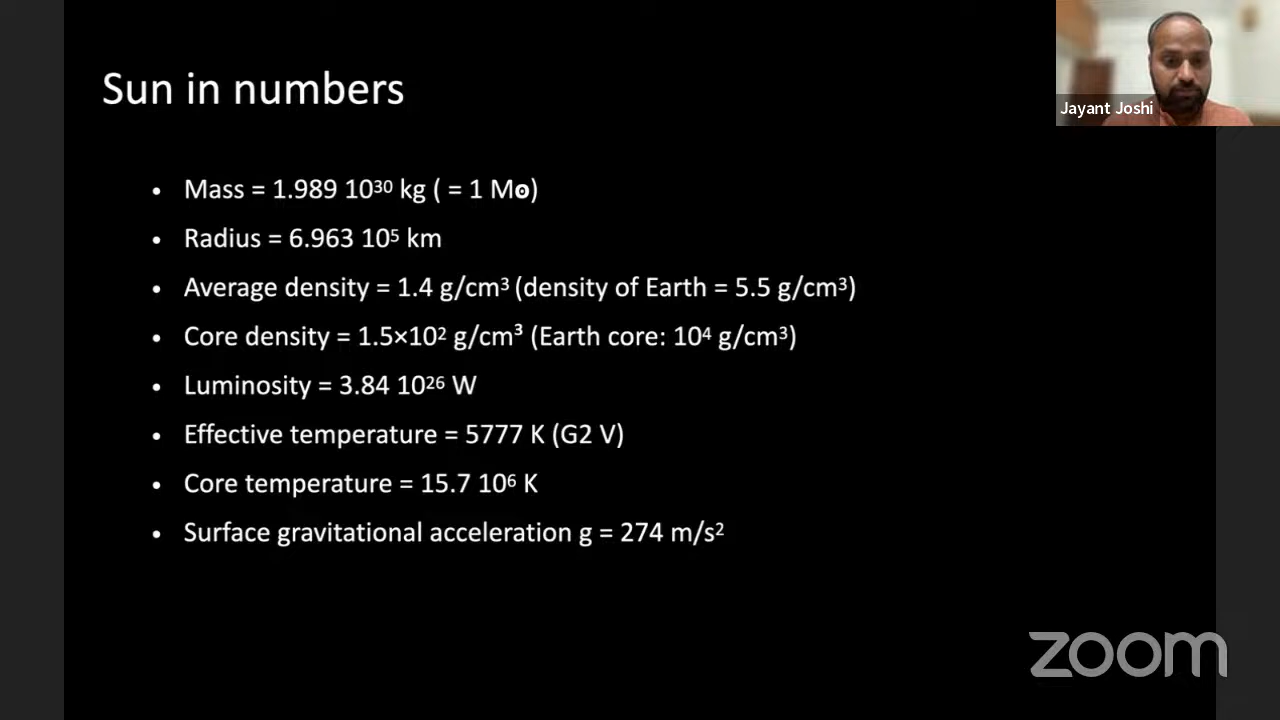 Sun in numbers
Jayant Joshi
• Mass = 1.989 10³⁰ kg ( = 1 M⊙)
• Radius = 6.963 10⁵ km
• Average density = 1.4 g/cm³ (density of Earth = 5.5 g/cm³)
• Core density = 1.5×10² g/cm³ (Earth core: 10⁴ g/cm³)
• Luminosity = 3.84 10²⁶ W
• Effective temperature = 5777 K (G2 V)
• Core temperature = 15.7 10⁶ K
• Surface gravitational acceleration g = 274 m/s²
zoom